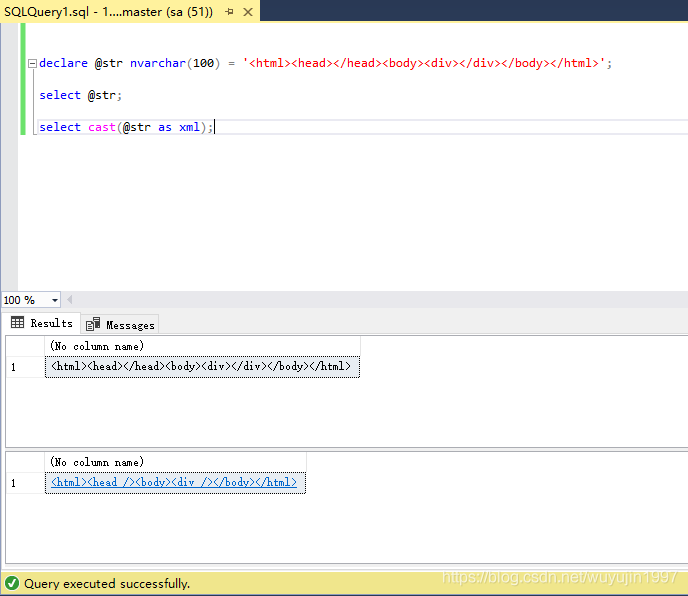 SQLQuery1.sql - 1....master (sa (51))
declare @str nvarchar(100) = '<html><head></head><body><div></div></body></html>';
select @str;
select cast(@str as xml);
100 %
Results Messages
(No column name)
1 <html><head></head><body><div></div></body></html>
(No column name)
1 <html><head /><body><div /></body></html>
Query executed successfully.
https://blog.csdn.net/wuyujin1997